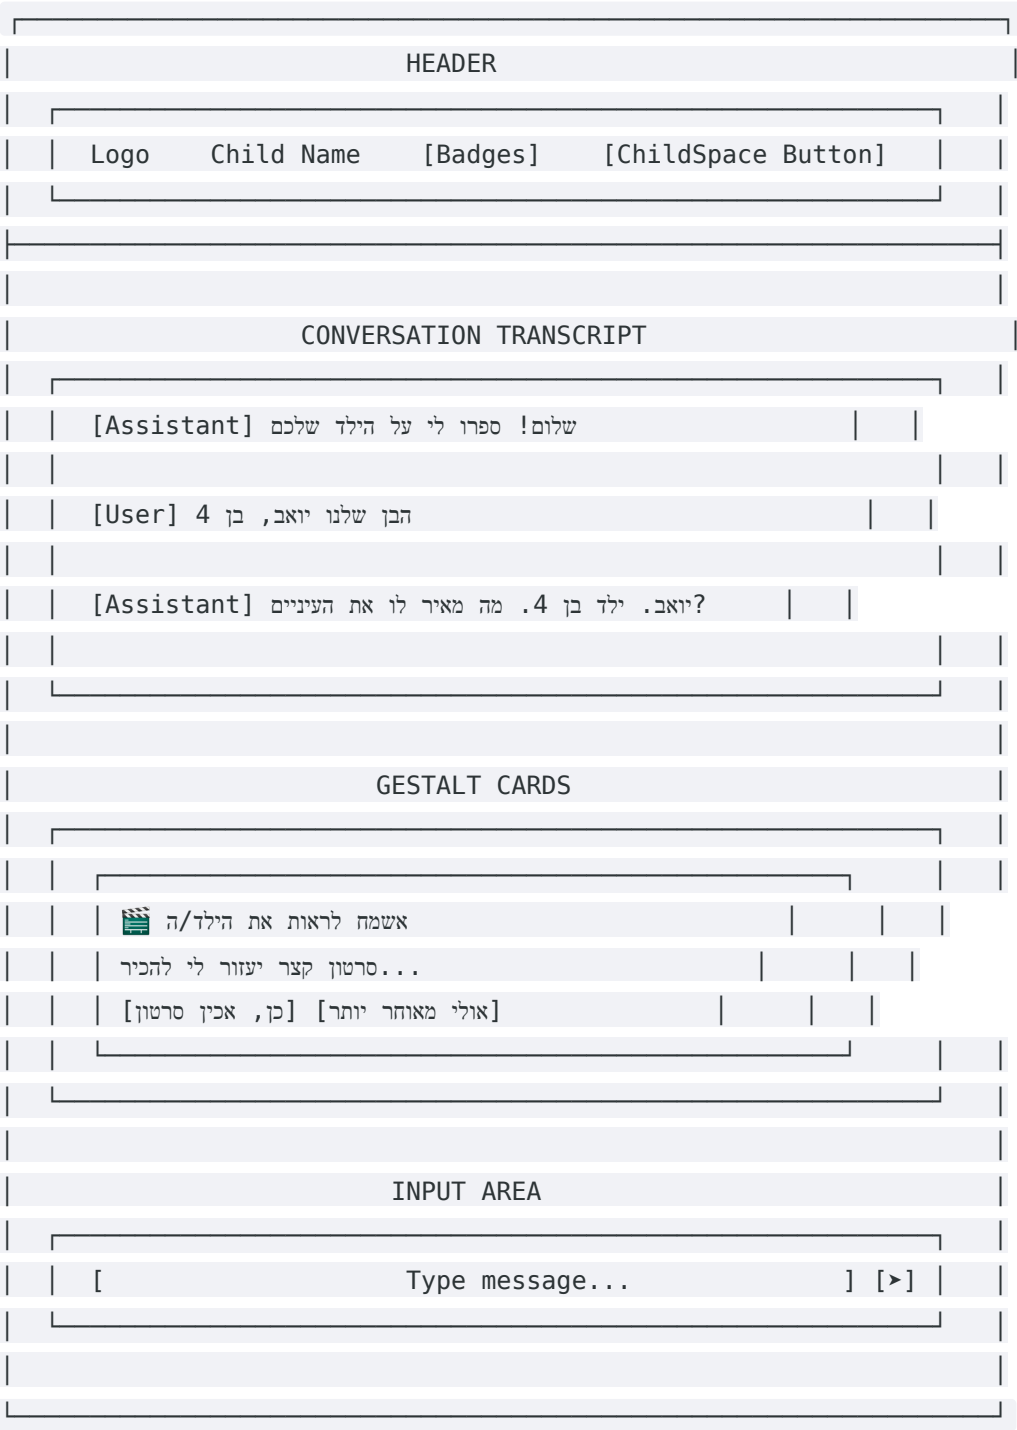 HEADER
Logo Child Name [Badges] [ChildSpace Button]
CONVERSATION TRANSCRIPT
[Assistant] שלום! ספרו לי על הילד שלכם
[User] הבן שלנו יואב, בן 4
[Assistant] יואב. ילד בן 4. מה מאיר לו את העיניים?
GESTALT CARDS
🎬 אשמח לראות את הילד/ה
סרטון קצר יעזור לי להכיר...
[כן, אכין סרטון] [אולי מאוחר יותר]
INPUT AREA
[ Type message... ] [➤]